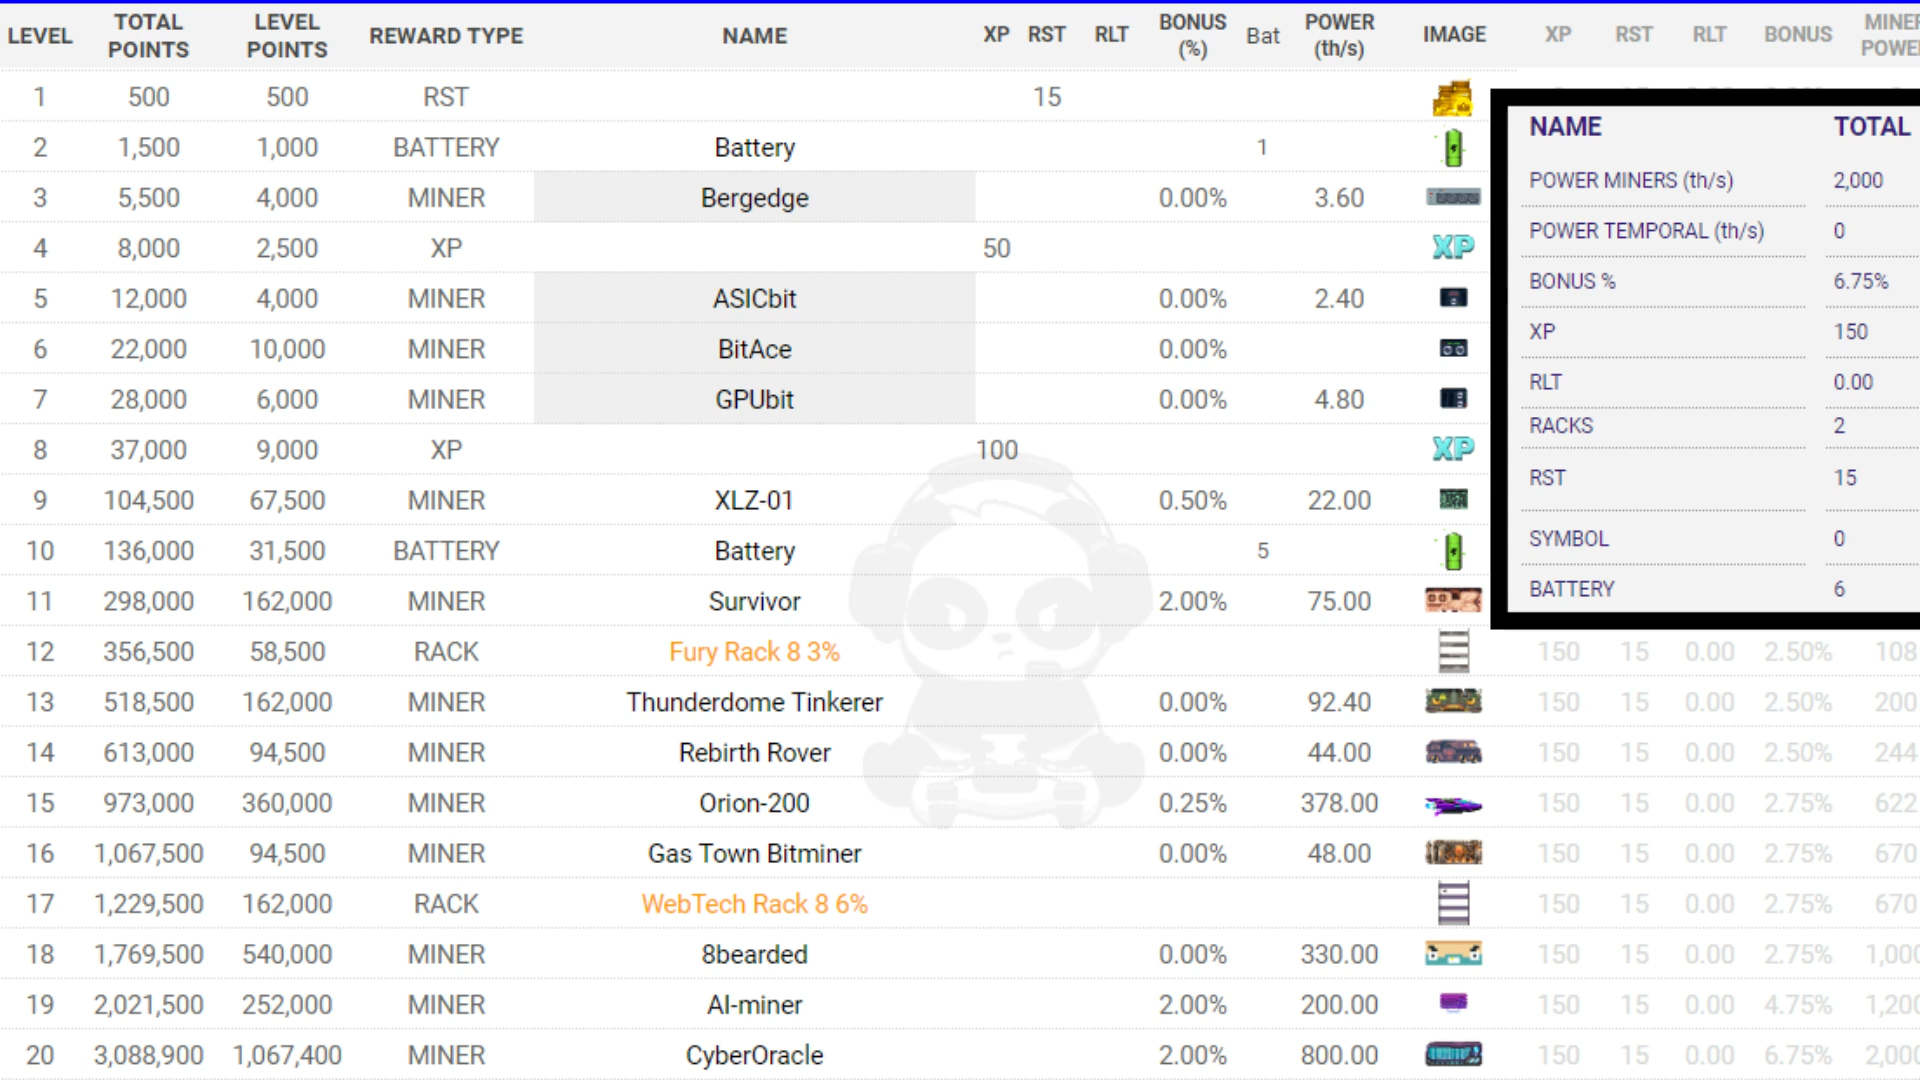 LEVEL TOTAL POINTS LEVEL POINTS REWARD TYPE NAME XP RST RLT BONUS (%) Bat POWER (th/s) IMAGE XP RST RLT BONUS
1 500 500 RST 15
2 1,500 1,000 BATTERY Battery 1
3 5,500 4,000 MINER Bergedge 0.00% 3.60
4 8,000 2,500 XP 50 XP
5 12,000 4,000 MINER ASICbit 0.00% 2.40
6 22,000 10,000 MINER BitAce 0.00%
7 28,000 6,000 MINER GPUbit 0.00% 4.80
8 37,000 9,000 XP 100 XP
9 104,500 67,500 MINER XLZ-01 0.50% 22.00
10 136,000 31,500 BATTERY Battery 5
11 298,000 162,000 MINER Survivor 2.00% 75.00
NAME TOTAL
POWER MINERS (th/s) 2,000
POWER TEMPORAL (th/s) 0
BONUS % 6.75%
XP 150
RLT 0.00
RACKS 2
RST 15
SYMBOL 0
BATTERY 6
12 356,500 58,500 RACK Fury Rack 8 3% 150 15 0.00 2.50% 108
13 518,500 162,000 MINER Thunderdome Tinkerer 0.00% 92.40 150 15 0.00 2.50% 200
14 613,000 94,500 MINER Rebirth Rover 0.00% 44.00 150 15 0.00 2.50% 244
15 973,000 360,000 MINER Orion-200 0.25% 378.00 150 15 0.00 2.75% 622
16 1,067,500 94,500 MINER Gas Town Bitminer 0.00% 48.00 150 15 0.00 2.75% 670
17 1,229,500 162,000 RACK WebTech Rack 8 6% 150 15 0.00 2.75% 670
18 1,769,500 540,000 MINER 8bearded 0.00% 330.00 150 15 0.00 2.75%
19 2,021,500 252,000 MINER AI-miner 2.00% 200.00 150 15 0.00 4.75%
20 3,088,900 1,067,400 MINER CyberOracle 2.00% 800.00 150 15 0.00 6.75%